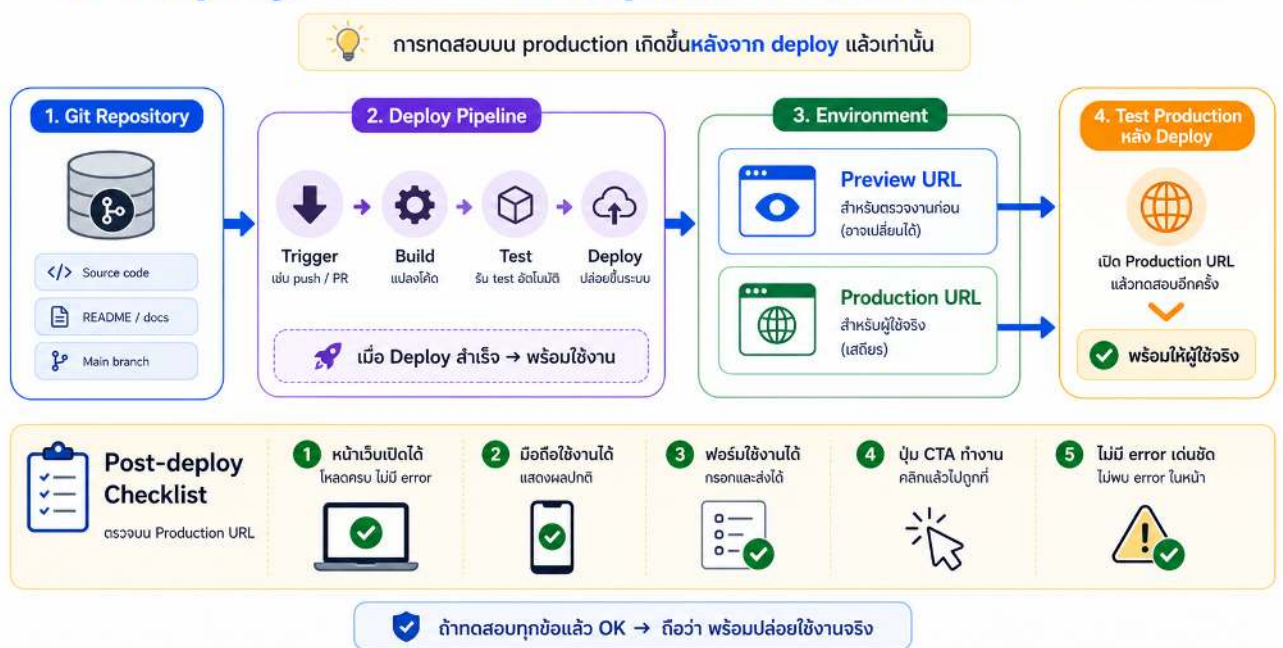 การทดสอบบน production เกิดขึ้นหลังจาก deploy แล้วเท่านั้น
1. Git Repository
</> Source code
README / docs
Main branch
2. Deploy Pipeline
Trigger
เช่น push / PR
Build
แปลงโค้ด
Test
รัน test อัตโนมัติ
Deploy
ปล่อยขึ้นระบบ
เมื่อ Deploy สำเร็จ → พร้อมใช้งาน
3. Environment
Preview URL
สำหรับตรวจงานก่อน
(อาจเปลี่ยนได้)
Production URL
สำหรับผู้ใช้จริง
(เสถียร)
4. Test Production
หลัง Deploy
เปิด Production URL
แล้วทดสอบอีกครั้ง
พร้อมให้ผู้ใช้จริง
Post-deploy
Checklist
ตรวจบน Production URL
1 หน้าเว็บเปิดได้
โหลดครบ ไม่มี error
2 มือถือใช้งานได้
แสดงผลปกติ
3 ฟอร์มใช้งานได้
กรอกและส่งได้
4 ปุ่ม CTA ทำงาน
คลิกแล้วไปถูกที่
5 ไม่มี error เด่นชัด
ไม่พบ error ในหน้า
ถ้าทดสอบทุกข้อแล้ว OK → ถือว่า พร้อมปล่อยใช้งานจริง